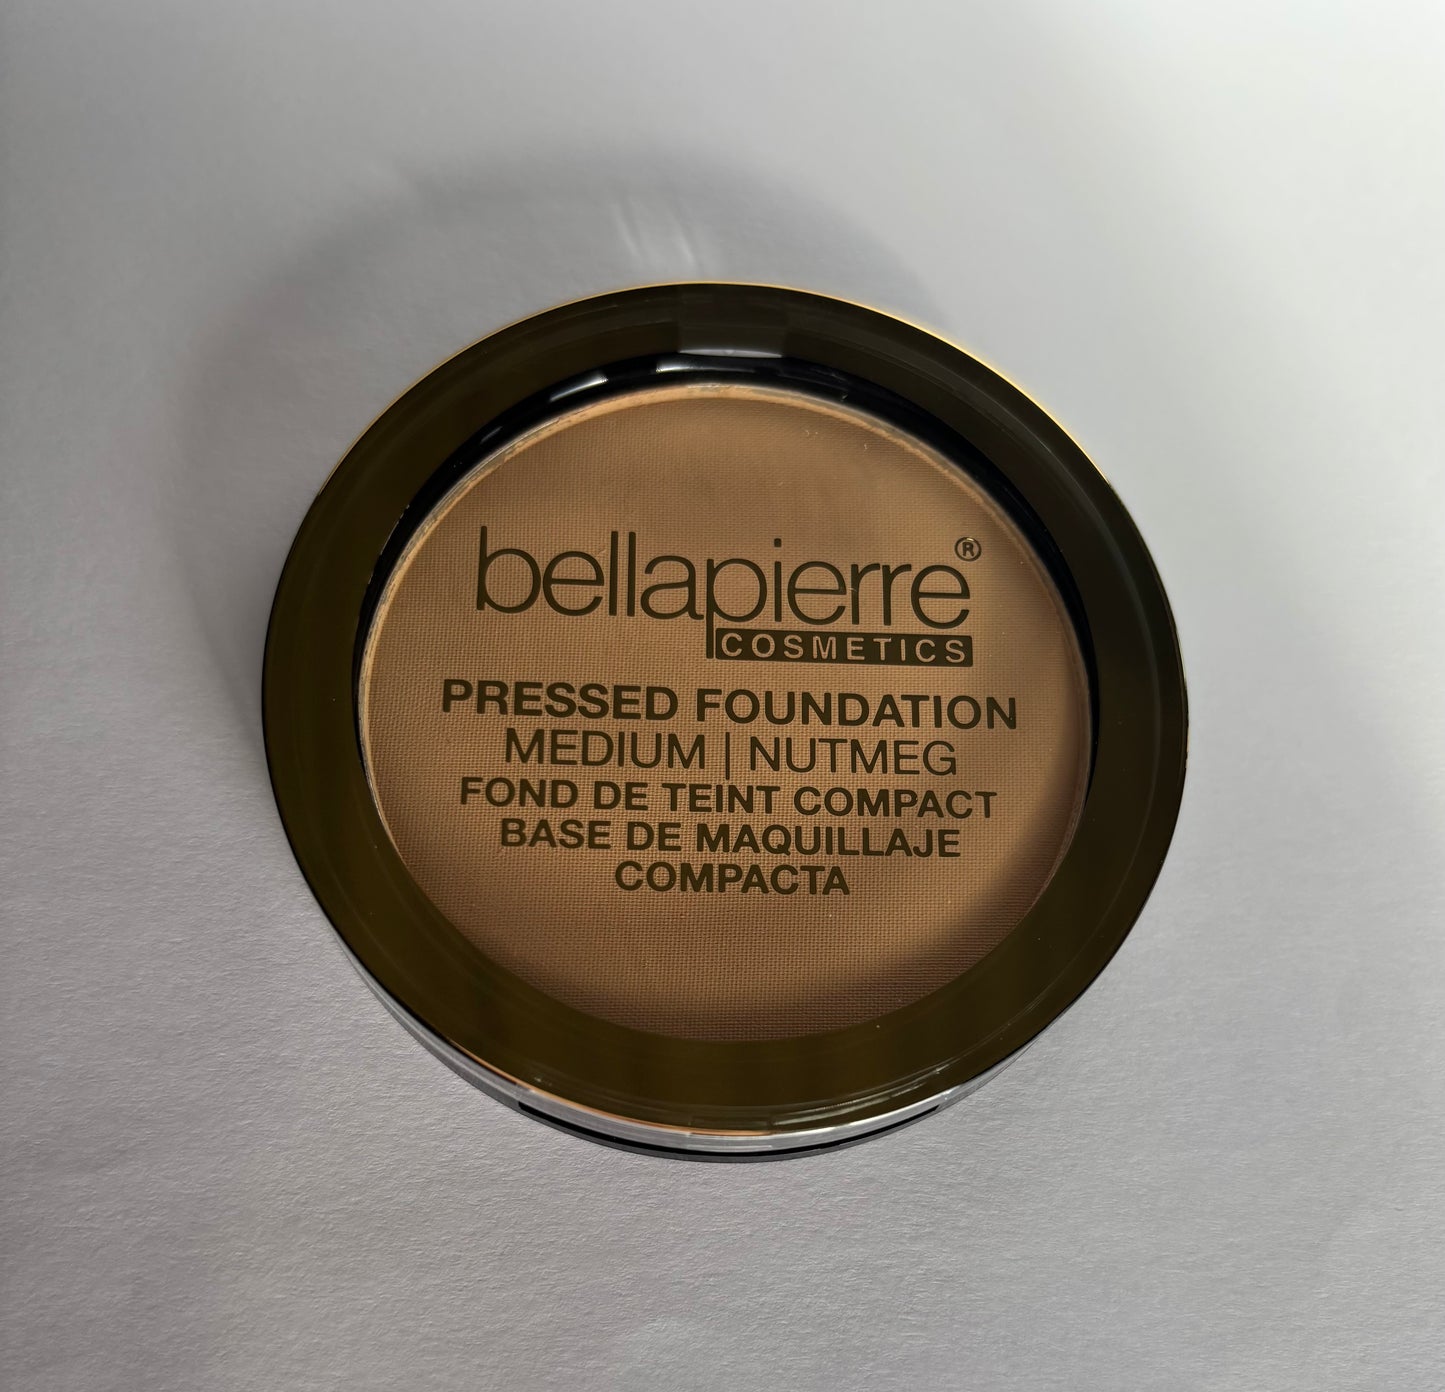 bellapierre®
COSMETICS
PRESSED FOUNDATION
MEDIUM | NUTMEG
FOND DE TEINT COMPACT
BASE DE MAQUILLAJE
COMPACTA